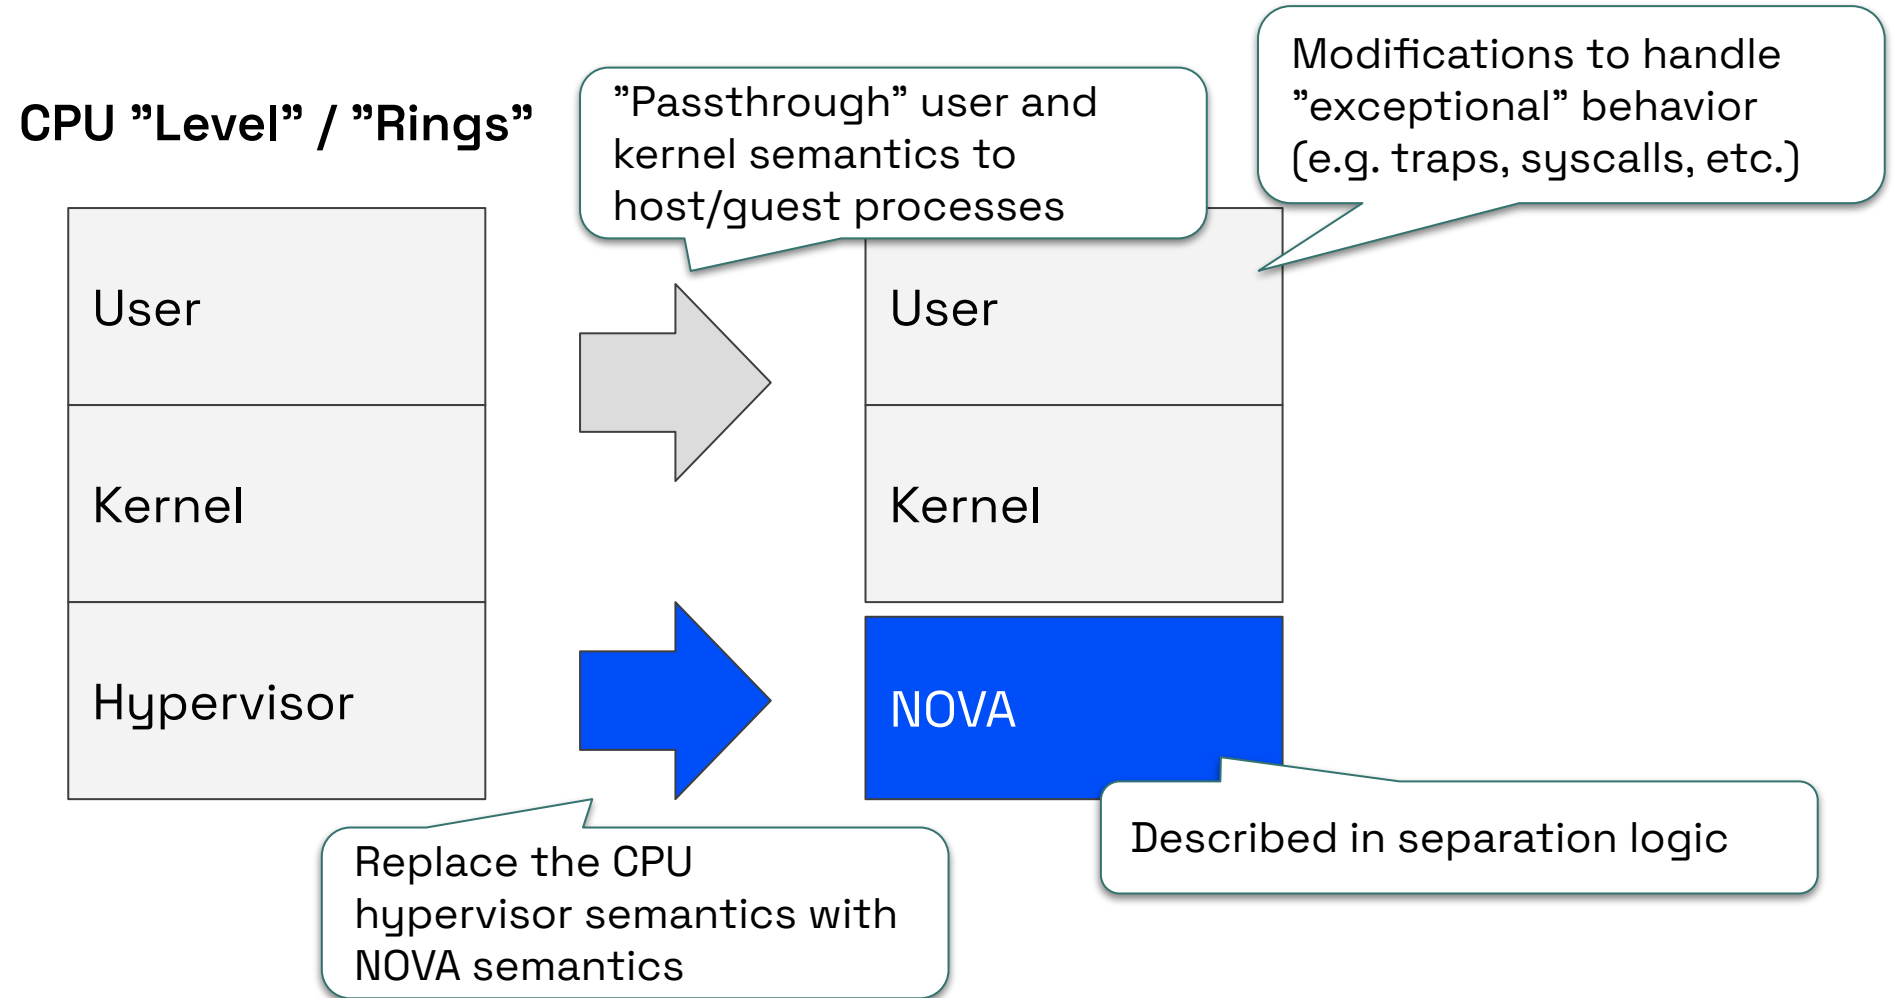 CPU ”Level” / ”Rings”
”Passthrough” user and
kernel semantics to
host/guest processes
Modifications to handle
”exceptional” behavior
(e.g. traps, syscalls, etc.)
User
User
Kernel
Kernel
Hypervisor
NOVA
Replace the CPU
hypervisor semantics with
NOVA semantics
Described in separation logic